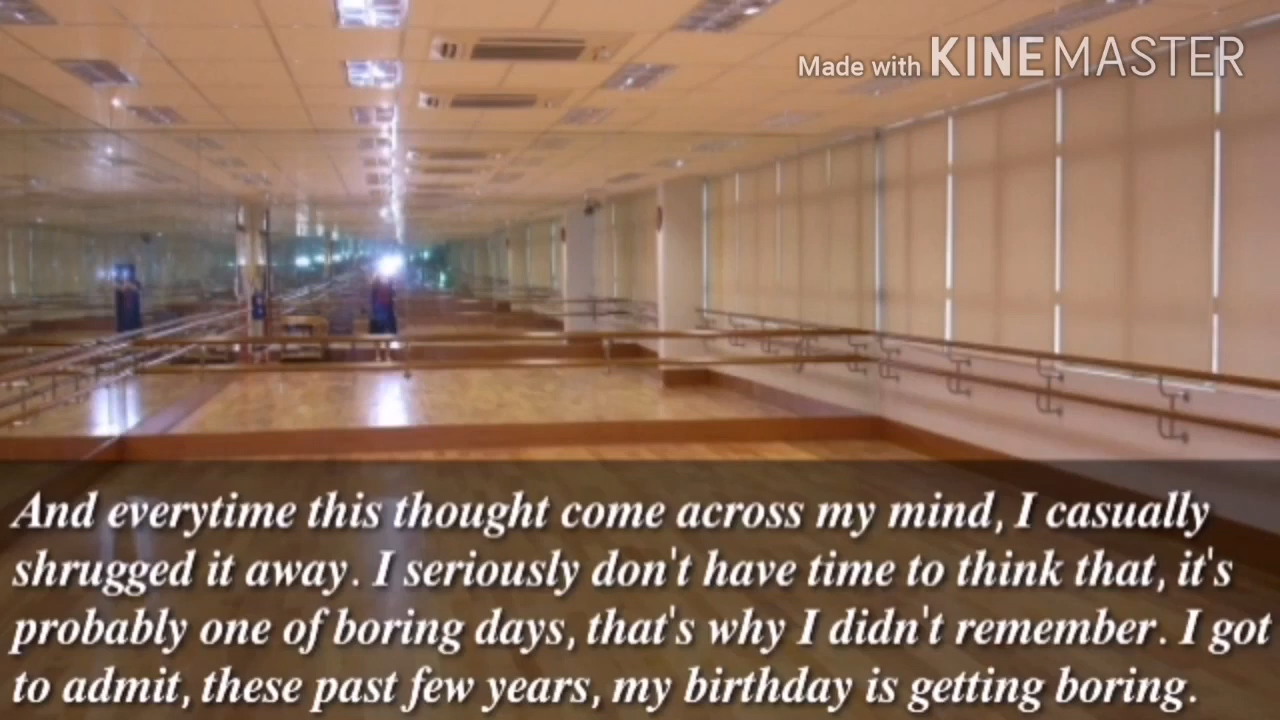 Made with KINEMASTER
And everytime this thought come across my mind, I casually
shrugged it away. I seriously don't have time to think that, it's
probably one of boring days, that's why I didn't remember. I got
to admit, these past few years, my birthday is getting boring.